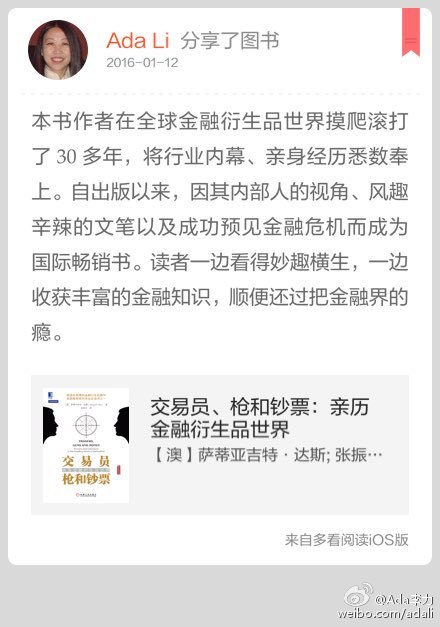 Ada Li 分享了图书
2016-01-12
本书作者在全球金融衍生品世界摸爬滚打
了 30 多年，将行业内幕、亲身经历悉数奉
上。自出版以来，因其内部人的视角、风趣
辛辣的文笔以及成功预见金融危机而成为
国际畅销书。读者一边看得妙趣横生，一边
收获丰富的金融知识，顺便还过把金融界的
瘾。
交易员
枪和钞票
交易员、枪和钞票：亲历
金融衍生品世界
【澳】萨蒂亚吉特·达斯; 张振…
来自多看阅读iOS版
@Ada李力
weibo.com/adali